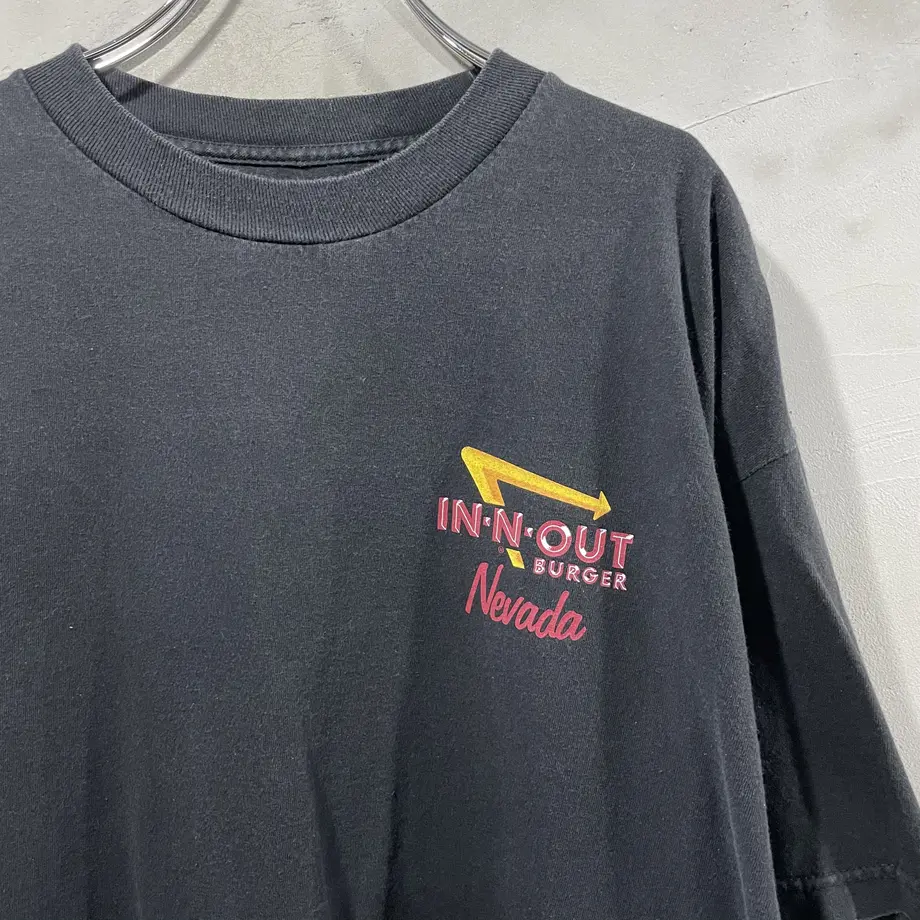 IN-N-OUT
®
BURGER
Nevada